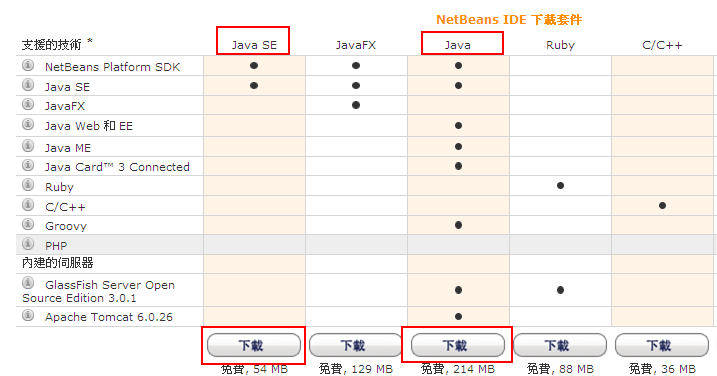 NetBeans IDE 下載套件
支援的技術 * Java SE JavaFX Java Ruby C/C++
NetBeans Platform SDK
Java SE
JavaFX
Java Web 和 EE
Java ME
Java Card™ 3 Connected
Ruby
C/C++
Groovy
PHP
內建的伺服器
GlassFish Server Open
Source Edition 3.0.1
Apache Tomcat 6.0.26
下載 下載 下載 下載 下載
免費, 54 MB 免費, 129 MB 免費, 214 MB 免費, 88 MB 免費, 36 MB